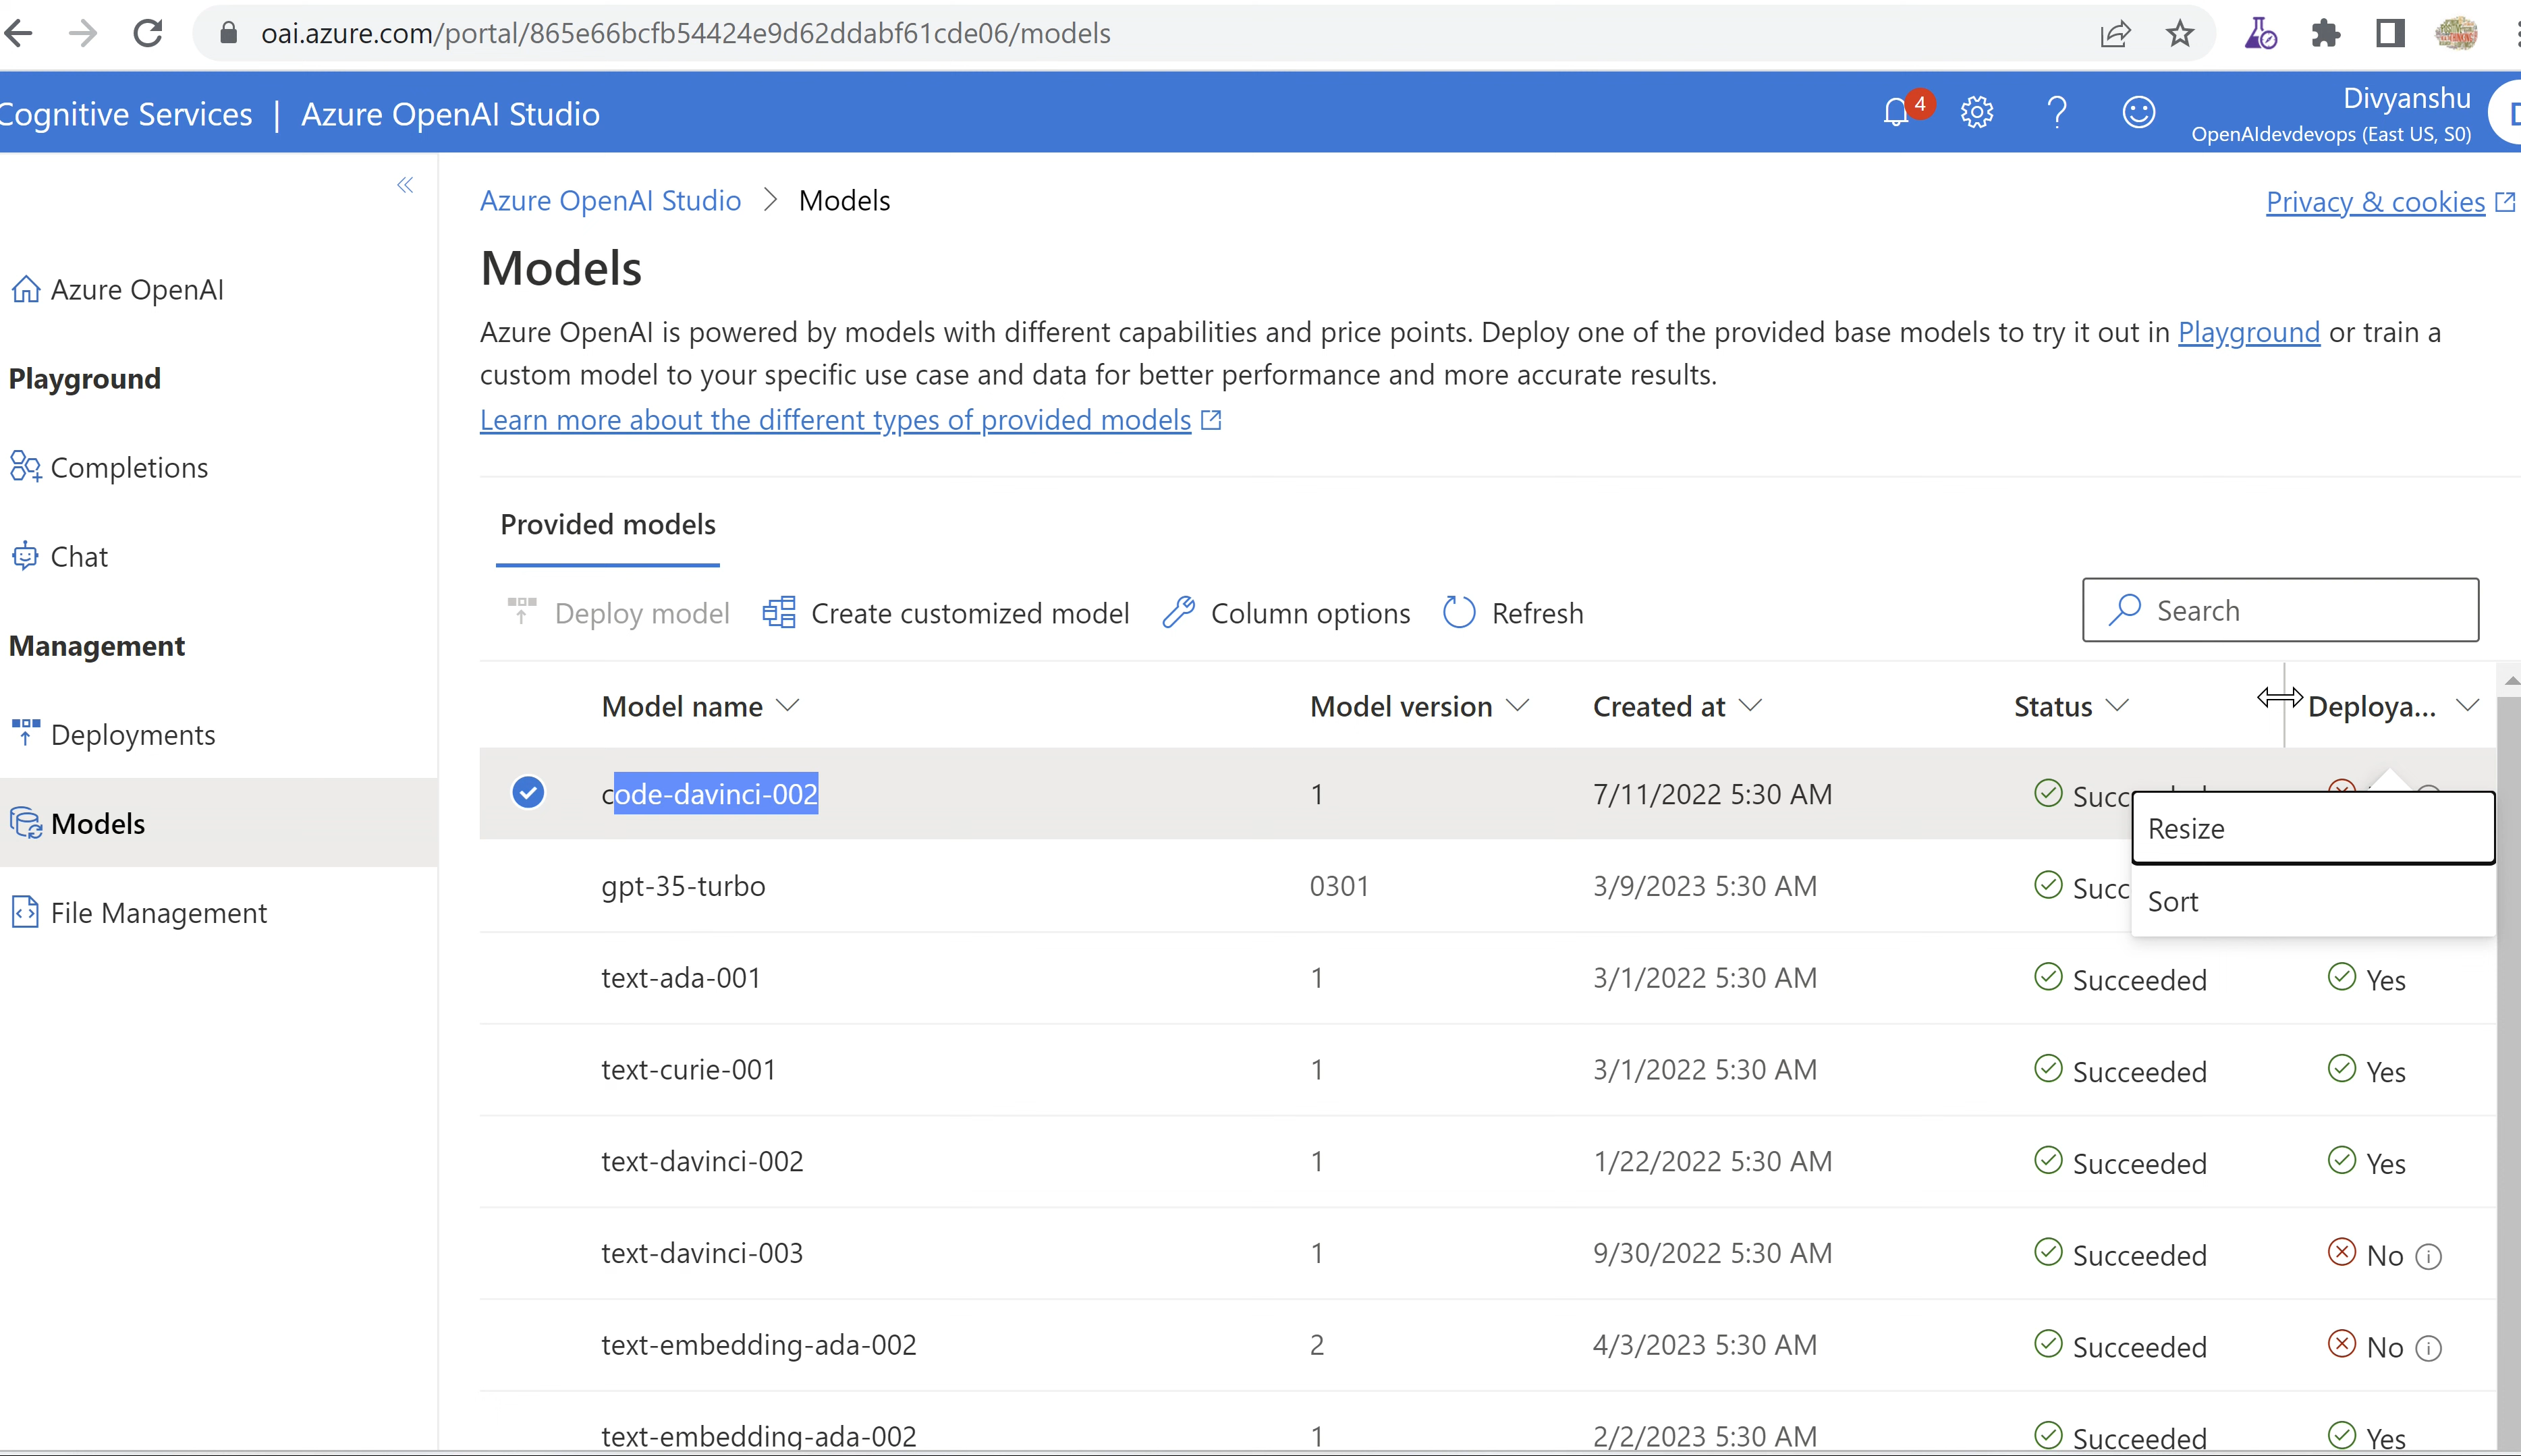 oai.azure.com/portal/865e66bcfb54424e9d62ddabf61cde06/models
Cognitive Services | Azure OpenAI Studio
4
Divyanshu
OpenAIdevdevops (East US, S0)
Azure OpenAI Studio > Models
Privacy & cookies
Azure OpenAI
Playground
Completions
Chat
Management
Deployments
Models
File Management
Models
Azure OpenAI is powered by models with different capabilities and price points. Deploy one of the provided base models to try it out in Playground or train a
custom model to your specific use case and data for better performance and more accurate results.
Learn more about the different types of provided models
Provided models
Deploy model Create customized model Column options Refresh Search
Model name Model version Created at Status Deploya...
code-davinci-002 1 7/11/2022 5:30 AM Succ
Resize
gpt-35-turbo 0301 3/9/2023 5:30 AM Succ
Sort
text-ada-001 1 3/1/2022 5:30 AM Succeeded Yes
text-curie-001 1 3/1/2022 5:30 AM Succeeded Yes
text-davinci-002 1 1/22/2022 5:30 AM Succeeded Yes
text-davinci-003 1 9/30/2022 5:30 AM Succeeded No
text-embedding-ada-002 2 4/3/2023 5:30 AM Succeeded No
text-embedding-ada-002 1 2/2/2023 5:30 AM Succeeded Yes